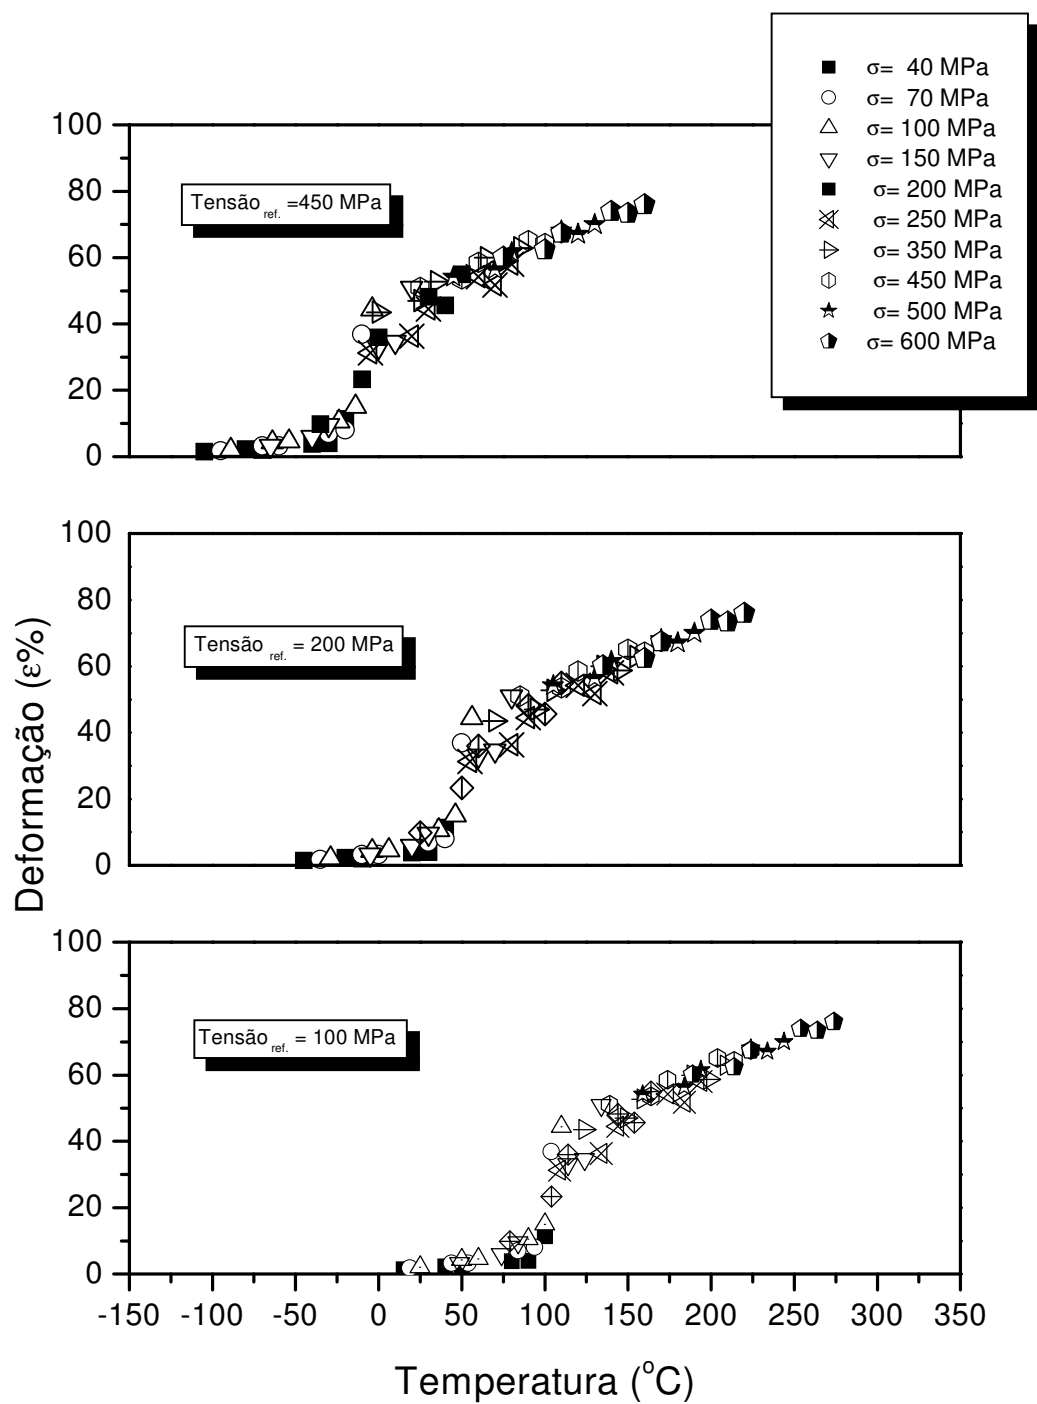 σ= 40 MPa
σ= 70 MPa
σ= 100 MPa
σ= 150 MPa
σ= 200 MPa
σ= 250 MPa
σ= 350 MPa
σ= 450 MPa
σ= 500 MPa
σ= 600 MPa
100
80
60
40
20
0
Tensão ref. =450 MPa
100
80
60
40
20
0
Tensão ref. = 200 MPa
Deformação (ε%)
100
80
60
40
20
0
Tensão ref. = 100 MPa
-150 -100 -50 0 50 100 150 200 250 300 350
Temperatura (°C)